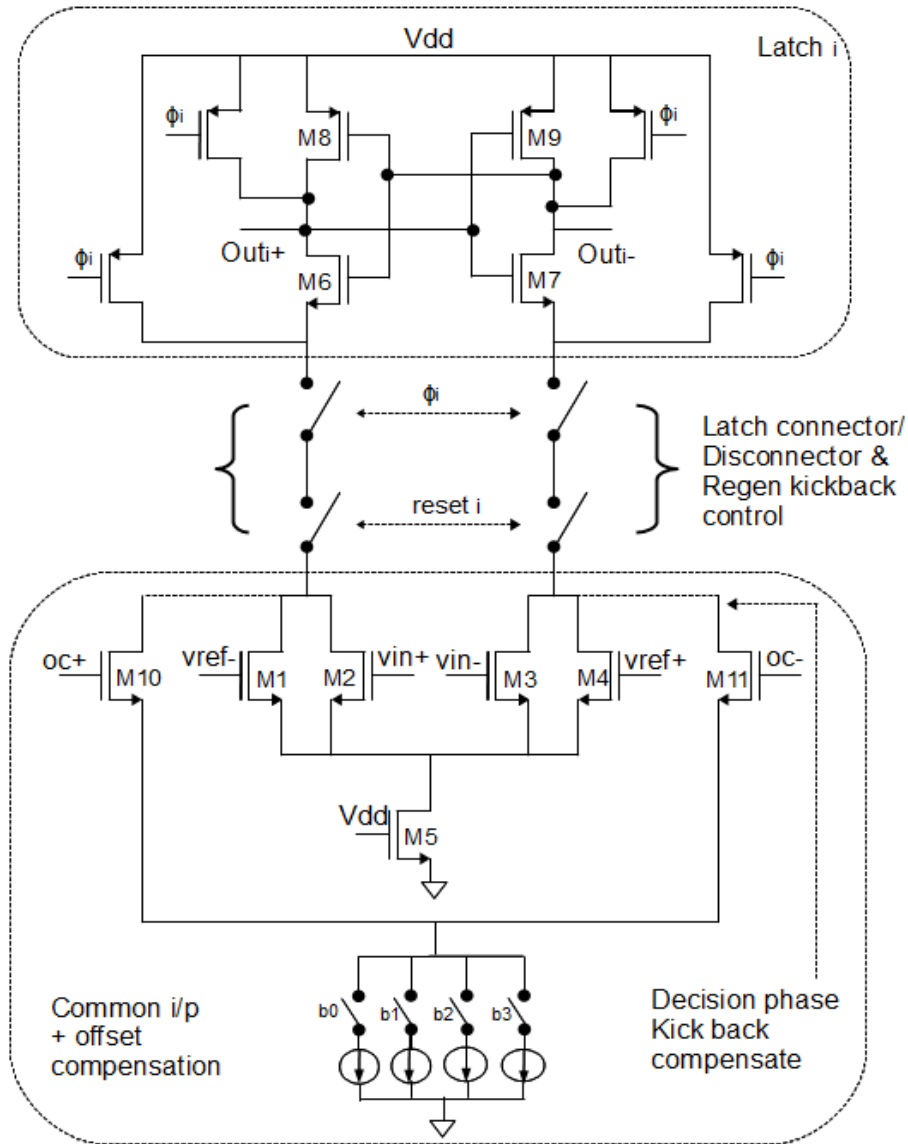 Vdd
Latch i
ϕi
M8
M9
ϕi
ϕi
Outi+
M6
M7
Outi-
ϕi
ϕi
Latch connector/
Disconnector &
Regen kickback
control
reset i
oc+
M10
vref-
M1
M2
vin+
vin-
M3
M4
vref+
M11
oc-
Vdd
M5
b0
b1
b2
b3
Common i/p
+ offset
compensation
Decision phase
Kick back
compensate